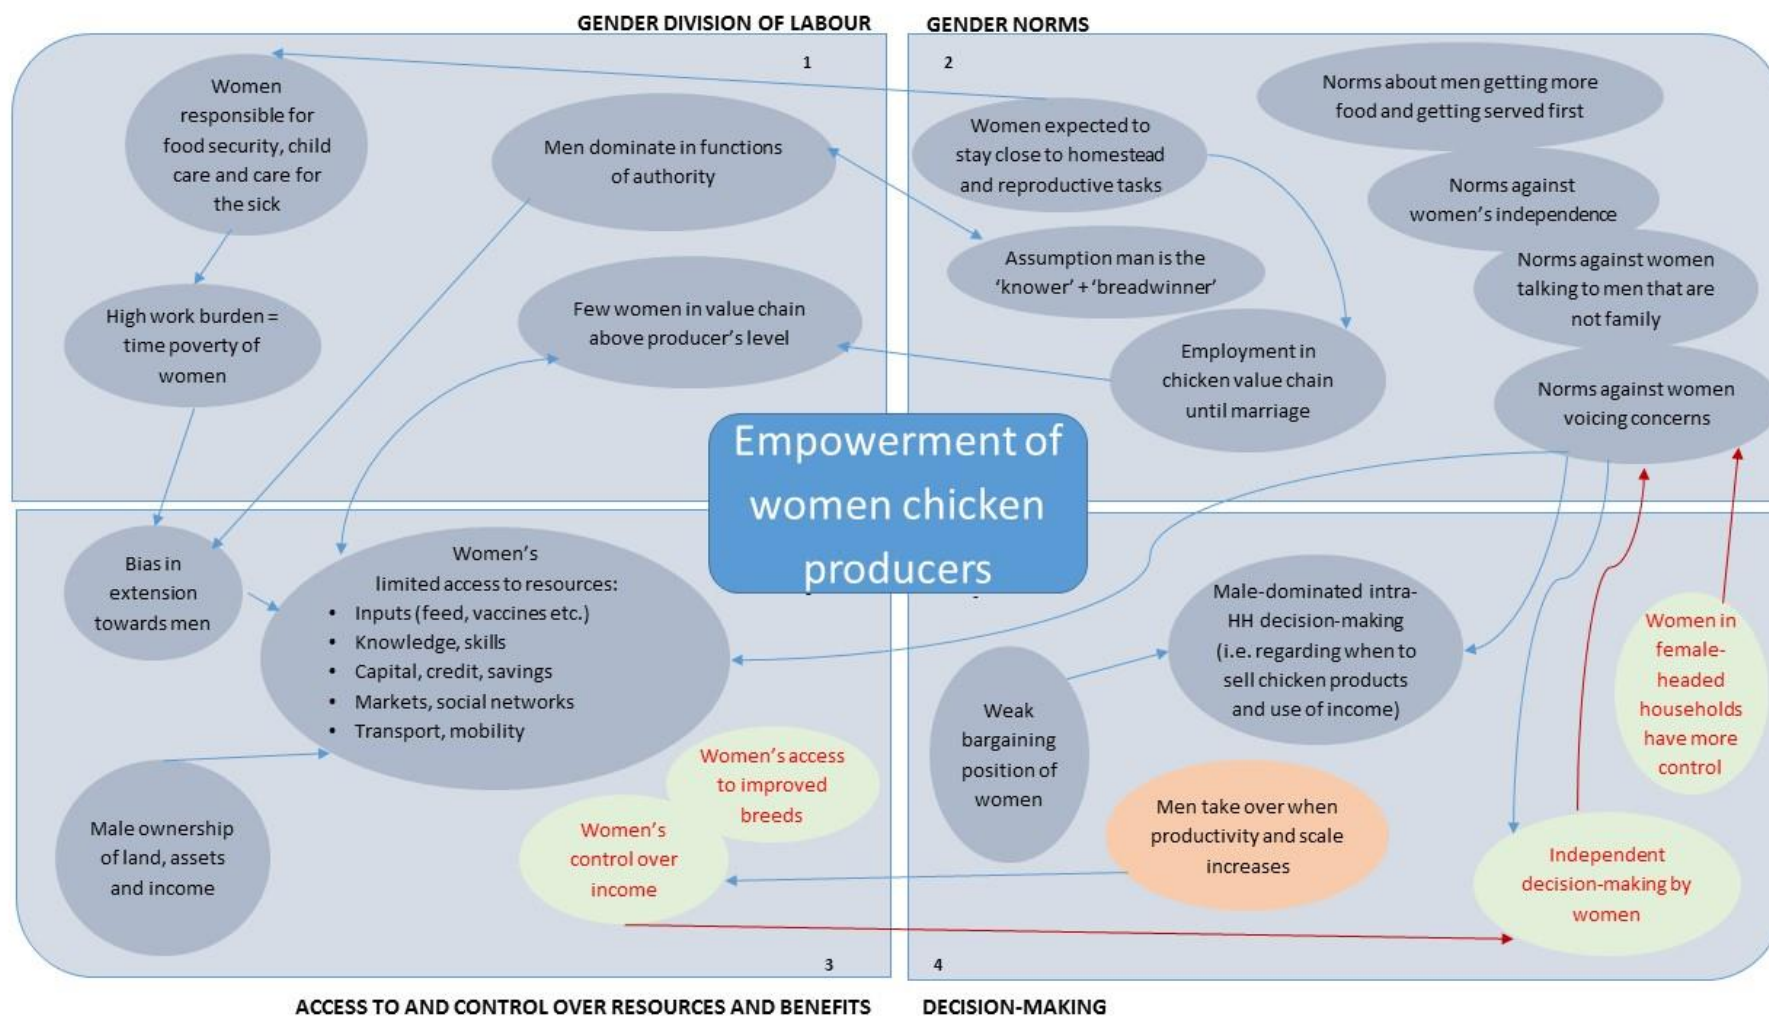 GENDER DIVISION OF LABOUR
GENDER NORMS
1
Women
responsible for
food security, child
care and care for
the sick
Men dominate in functions
of authority
High work burden =
time poverty of
women
Few women in value chain
above producer's level
2
Women expected to
stay close to homestead
and reproductive tasks
Norms about men getting more
food and getting served first
Norms against
women's independence
Assumption man is the
'knower' + 'breadwinner'
Norms against women
talking to men that are
not family
Employment in
chicken value chain
until marriage
Norms against women
voicing concerns
Empowerment of
women chicken
producers
Bias in
extension
towards men
Women's
limited access to resources:
• Inputs (feed, vaccines etc.)
• Knowledge, skills
• Capital, credit, savings
• Markets, social networks
• Transport, mobility
Women's access
to improved
breeds
Male ownership
of land, assets
and income
Women's
control over
income
3
Male-dominated intra-
HH decision-making
(i.e. regarding when to
sell chicken products
and use of income)
Women in
female-
headed
households
have more
control
Weak
bargaining
position of
women
Men take over when
productivity and scale
increases
Independent
decision-making by
women
4
ACCESS TO AND CONTROL OVER RESOURCES AND BENEFITS
DECISION-MAKING